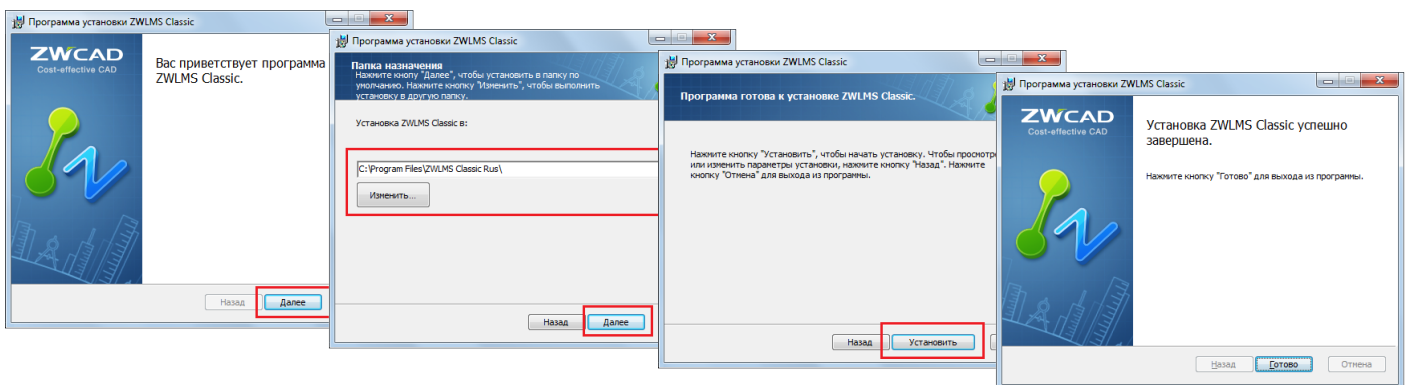 Программа установки ZWLMS Classic
ZWCAD
Cost-effective CAD
Вас приветствует программа
ZWLMS Classic.
Назад
Далее
Программа установки ZWLMS Classic
Папка назначения
Нажмите кнопу "Далее", чтобы установить в папку по
умолчанию. Нажмите кнопку "Изменить", чтобы выполнить
установку в другую папку.
Установка ZWLMS Classic в:
C:\Program Files\ZWLMS Classic Rus\
Изменить...
Назад
Далее
Программа установки ZWLMS Classic
Программа готова к установке ZWLMS Classic.
Нажмите кнопку "Установить", чтобы начать установку. Чтобы просмотре
или изменить параметры установки, нажмите кнопку "Назад". Нажмите
кнопку "Отмена" для выхода из программы.
Назад
Установить
Программа установки ZWLMS Classic
ZWCAD
Cost-effective CAD
Установка ZWLMS Classic успешно
завершена.
Нажмите кнопку "Готово" для выхода из программы.
Назад
Готово
Отмена